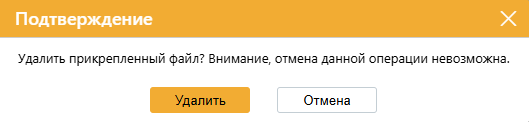 Подтверждение
Удалить прикрепленный файл? Внимание, отмена данной операции невозможна.
Удалить
Отмена